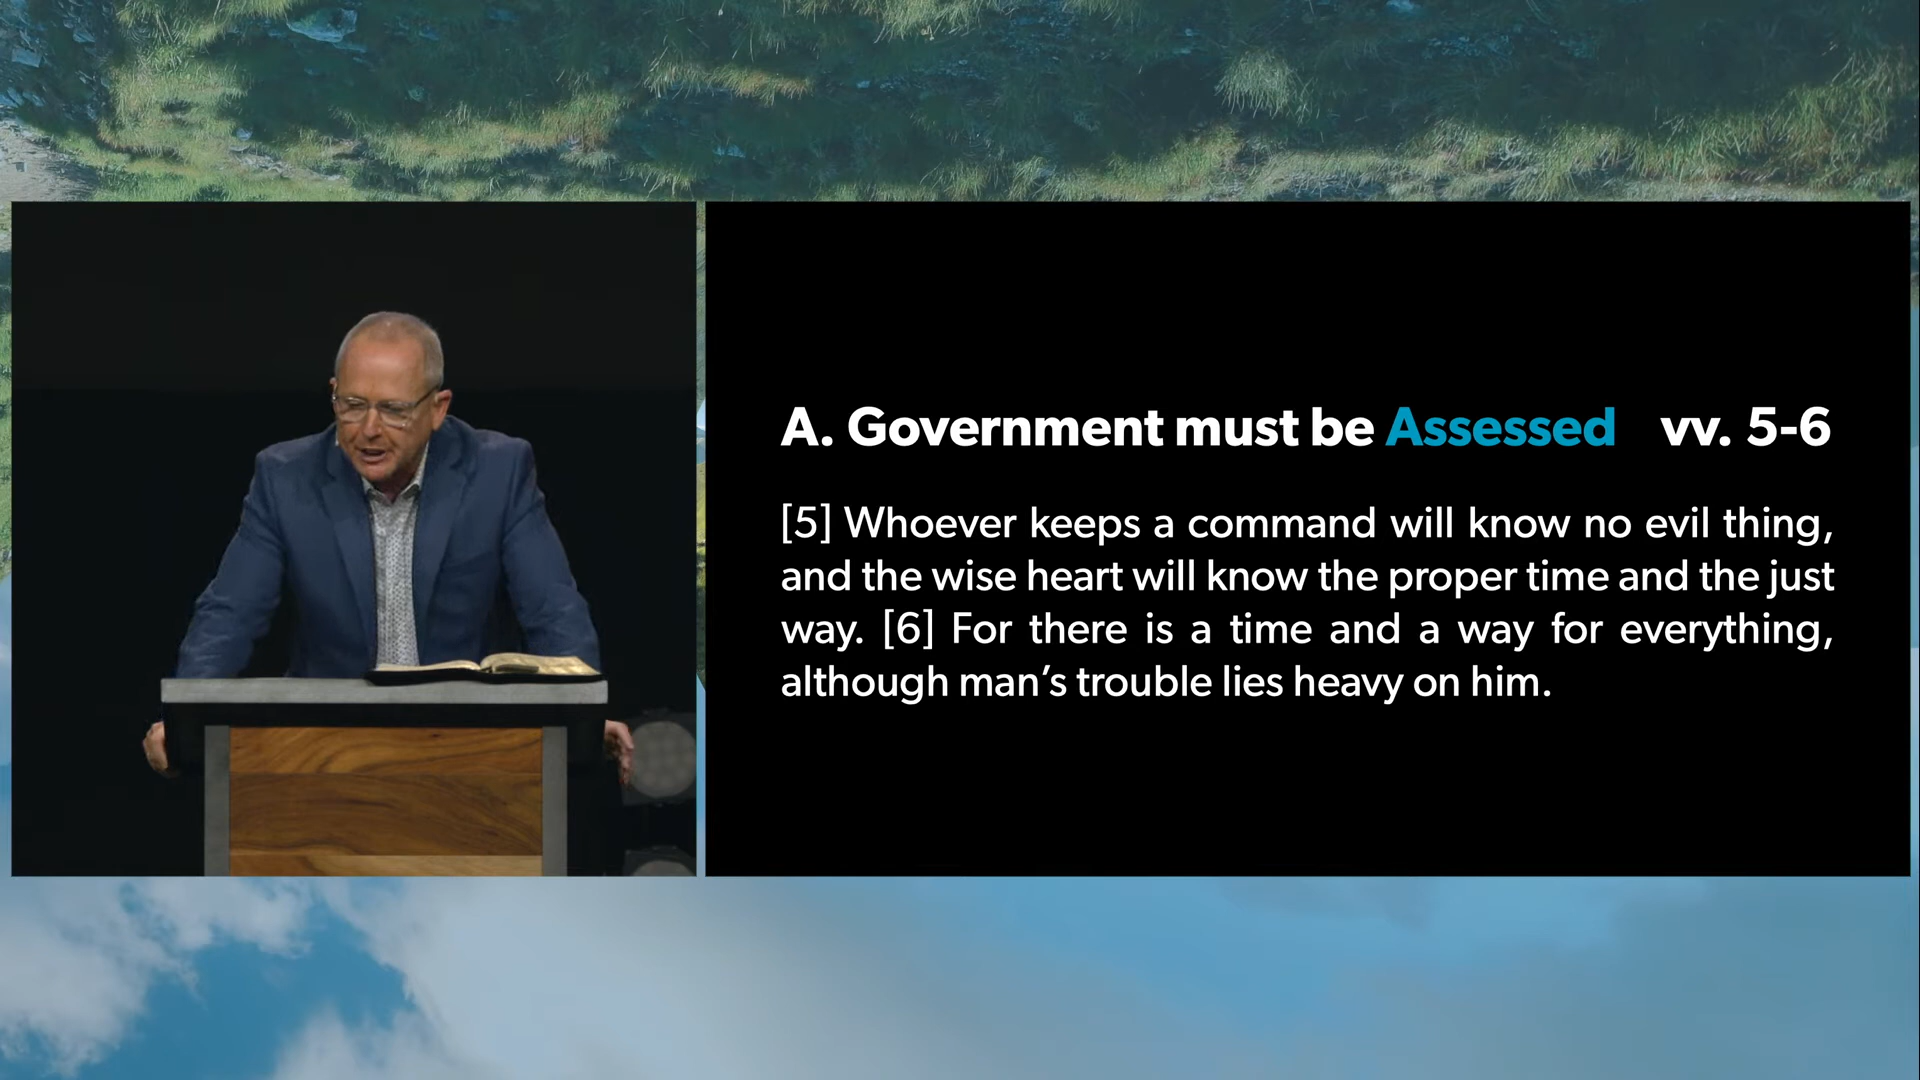 A. Government must be Assessed vv. 5-6
[5] Whoever keeps a command will know no evil thing,
and the wise heart will know the proper time and the just
way. [6] For there is a time and a way for everything,
although man’s trouble lies heavy on him.